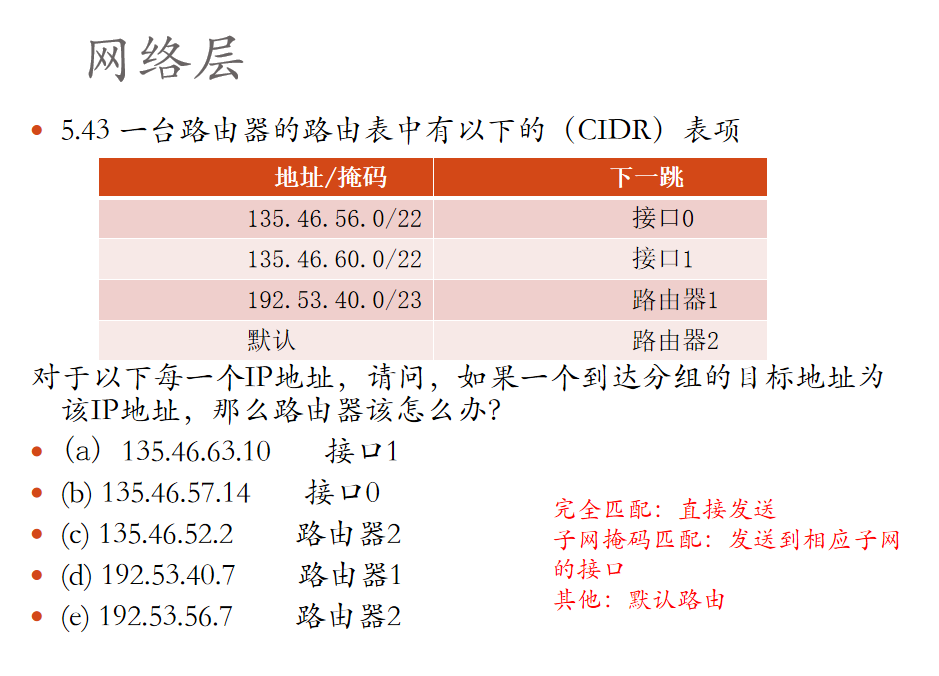 网络层
5.43 一台路由器的路由表中有以下的（CIDR）表项
地址/掩码 下一跳
135.46.56.0/22 接口0
135.46.60.0/22 接口1
192.53.40.0/23 路由器1
默认 路由器2
对于以下每一个IP地址，请问，如果一个到达分组的目标地址为
该IP地址，那么路由器该怎么办？
（a） 135.46.63.10 接口1
(b) 135.46.57.14 接口0
(c) 135.46.52.2 路由器2
(d) 192.53.40.7 路由器1
(e) 192.53.56.7 路由器2
完全匹配：直接发送
子网掩码匹配：发送到相应子网
的接口
其他：默认路由